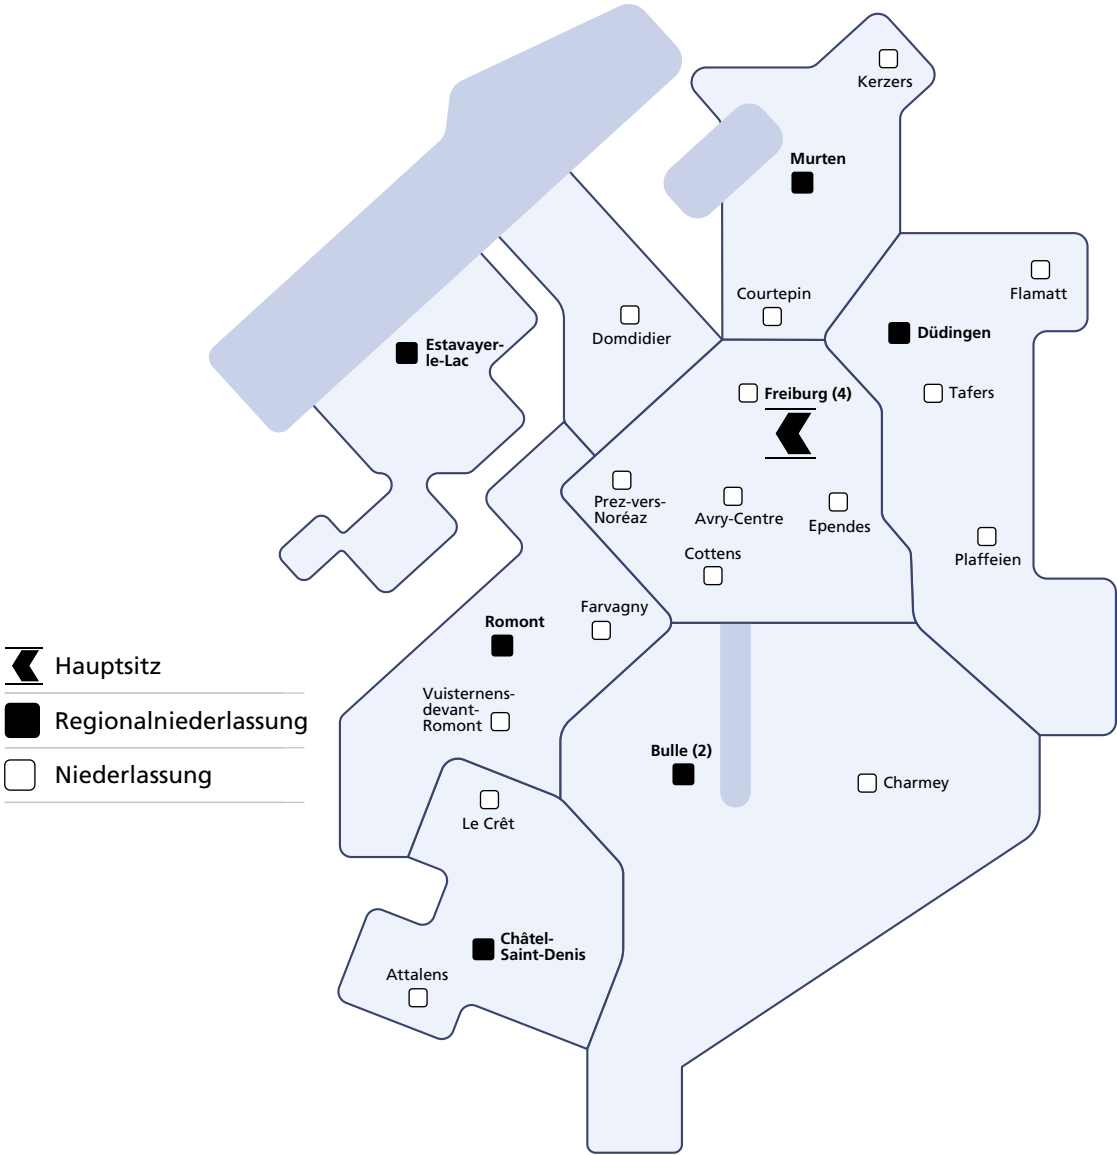 Kerzers
Murten
Courtepin
Flamatt
Düdingen
Tafers
Domdidier
Estavayer-
le-Lac
Freiburg (4)
Prez-vers-
Noréaz
Avry-Centre
Ependes
Cottens
Plaffeien
Farvagny
Romont
Vuisternens-
devant-
Romont
Hauptsitz
Regionalniederlassung
Niederlassung
Bulle (2)
Charmey
Le Crêt
Châtel-
Saint-Denis
Attalens